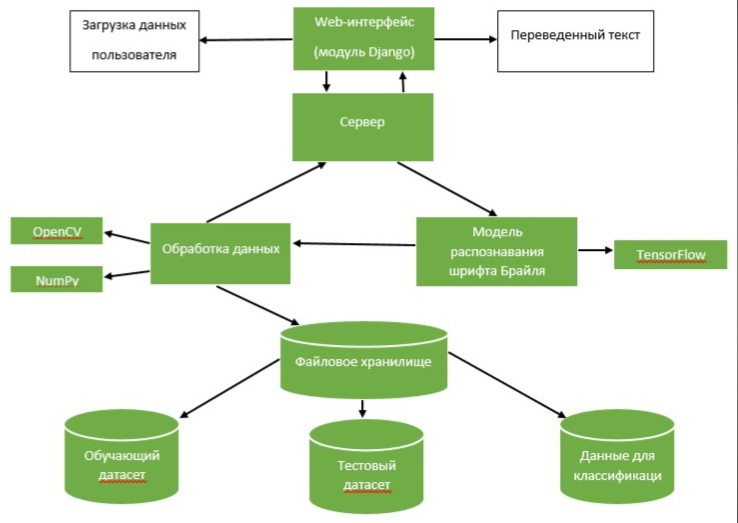 Загрузка данных
пользователя
Web-интерфейс
(модуль Django)
Переведенный текст
Сервер
OpenCV
NumPy
Обработка данных
Модель
распознавания
шрифта Брайля
TensorFlow
Файловое хранилище
Обучающий
датасет
Тестовый
датасет
Данные для
классификаци